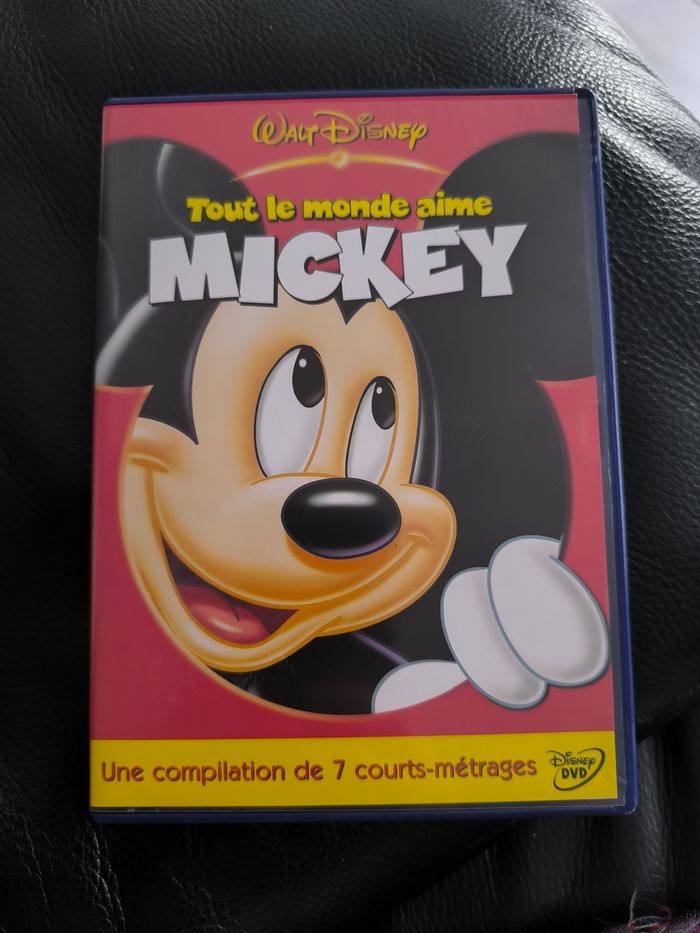 Walt Disney
Tout le monde aime
MICKEY
Une compilation de 7 courts-métrages
Disney
DVD